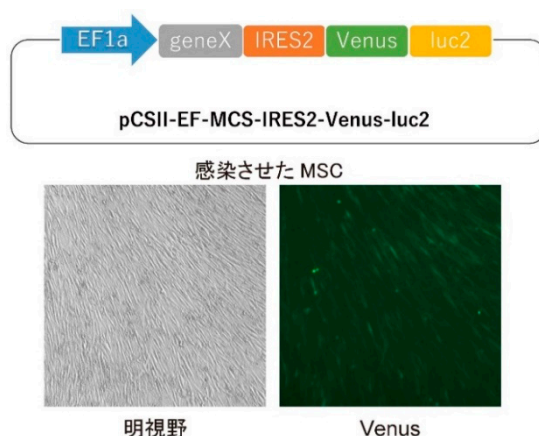 EF1a geneX IRES2 Venus luc2
pCSII-EF-MCS-IRES2-Venus-luc2
感染させた MSC
明視野 Venus